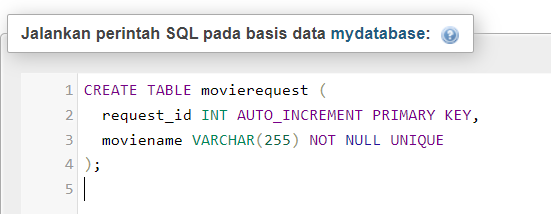 Jalankan perintah SQL pada basis data mydatabase:
1 CREATE TABLE movierequest (
2 request_id INT AUTO_INCREMENT PRIMARY KEY,
3 moviename VARCHAR(255) NOT NULL UNIQUE
4 );
5